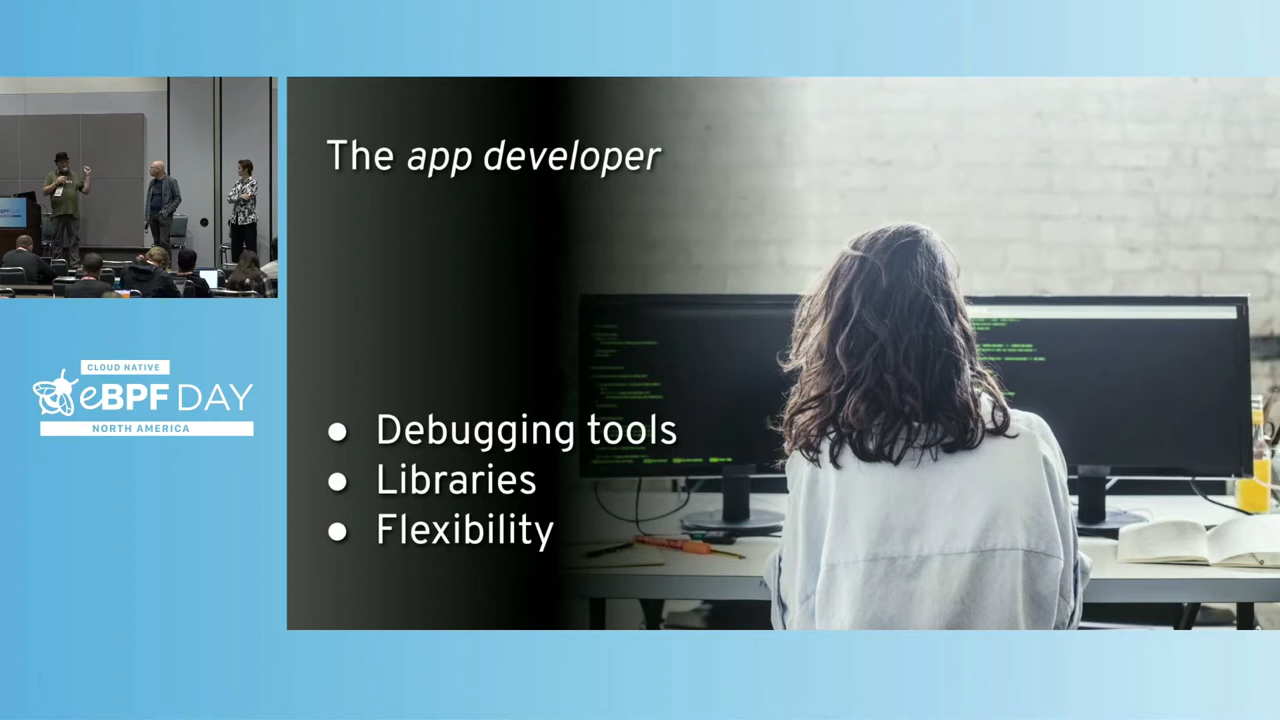 The app developer
● Debugging tools
● Libraries
● Flexibility
CLOUD NATIVE
eBPF DAY
NORTH AMERICA